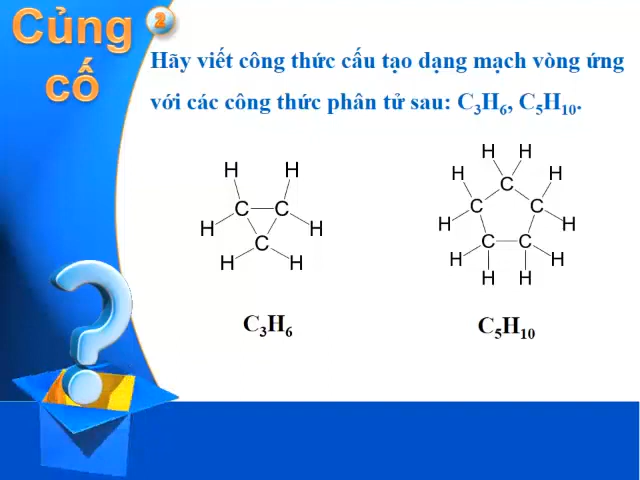 Củng
cố
2
Hãy viết công thức cấu tạo dạng mạch vòng ứng
với các công thức phân tử sau: C₃H₆, C₅H₁₀.
H H
H C C H
C
H H
H H
H C H
H C C H
H C C H
H H
C₃H₆
C₅H₁₀